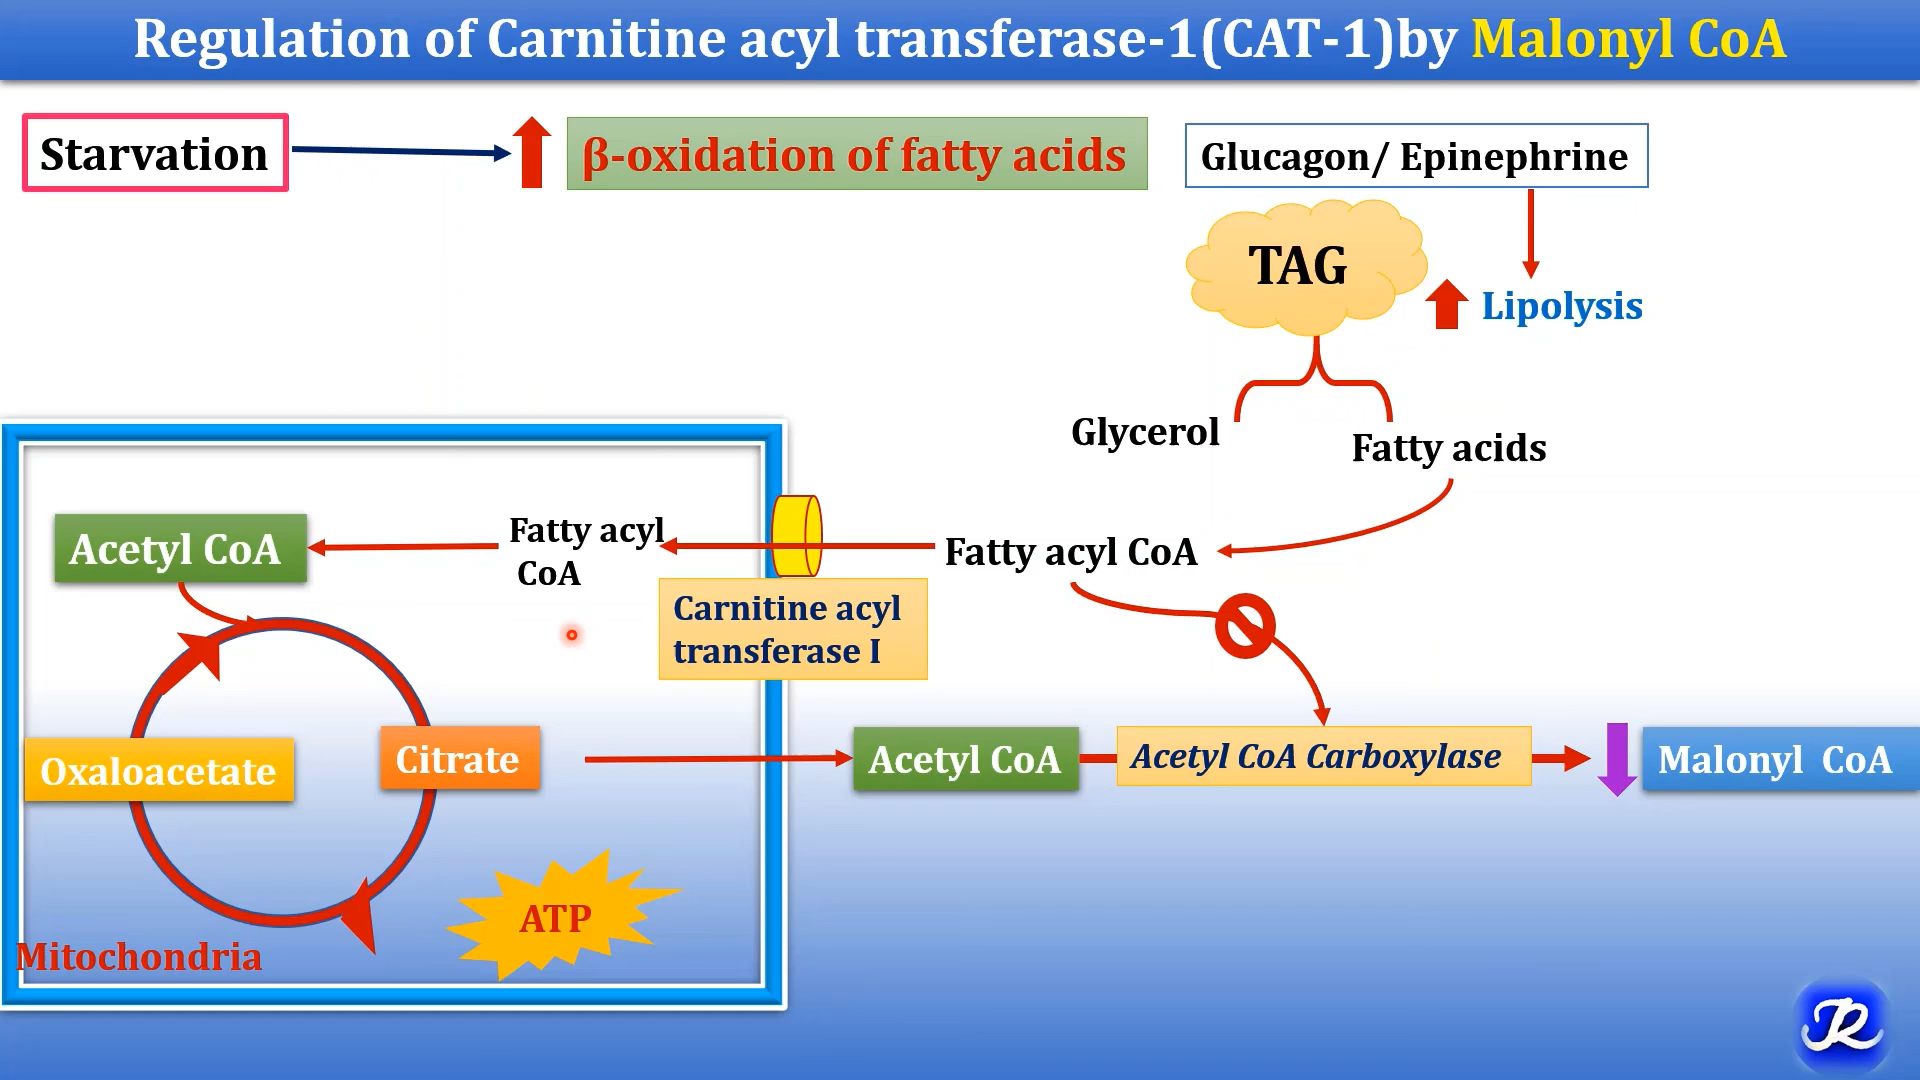 Regulation of Carnitine acyl transferase-1(CAT-1)by Malonyl CoA
Starvation
β-oxidation of fatty acids
Glucagon/ Epinephrine
TAG
Lipolysis
Glycerol
Fatty acids
Acetyl CoA
Fatty acyl
CoA
Fatty acyl CoA
Carnitine acyl
transferase I
Oxaloacetate
Citrate
Acetyl CoA
Acetyl CoA Carboxylase
Malonyl CoA
ATP
Mitochondria
JR